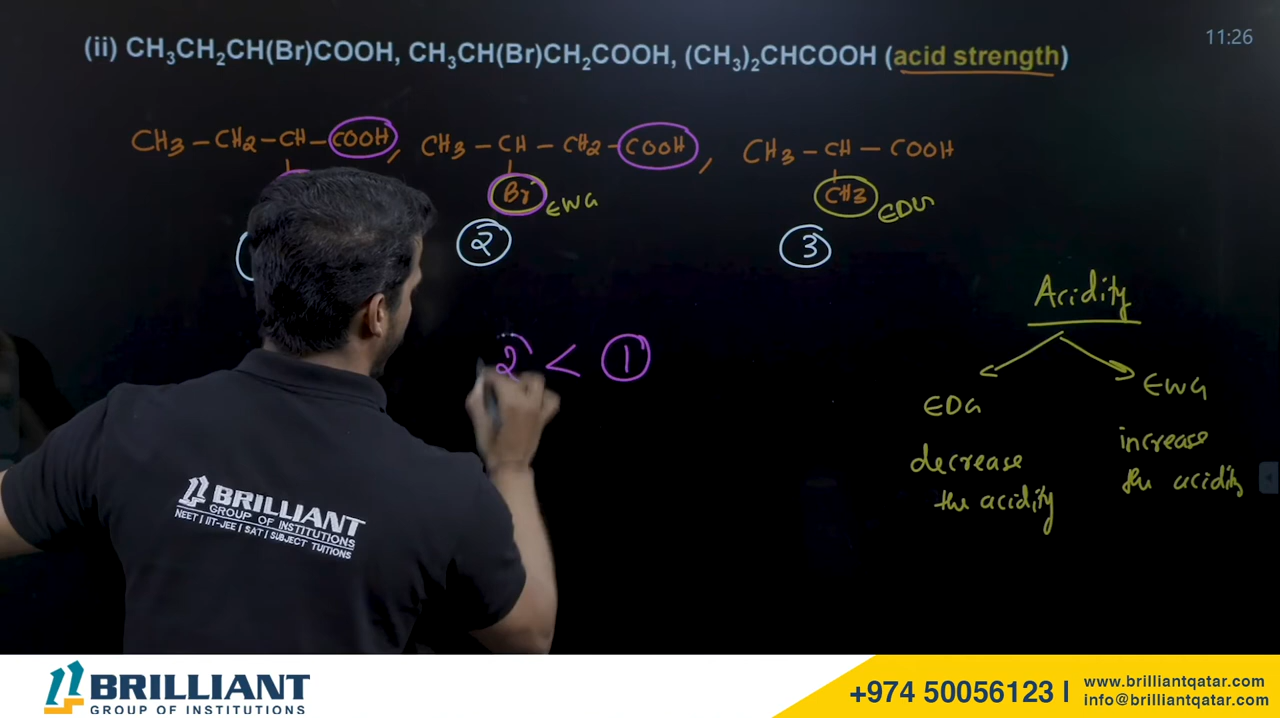 11:26
(ii) CH₃CH₂CH(Br)COOH, CH₃CH(Br)CH₂COOH, (CH₃)₂CHCOOH (acid strength)
CH₃ – CH₂ – CH – COOH , CH₃ – CH – CH₂ – COOH , CH₃ – CH – COOH
Br EWG CH₃ EDG
2 3
Acidity
2 < 1
EDG EWG
decrease the acidity
increase the acidity
BRILLIANT
GROUP OF INSTITUTIONS
NEET | IIT-JEE | SAT | SUBJECT TUITIONS
BRILLIANT
GROUP OF INSTITUTIONS
+974 50056123 |
www.brilliantqatar.com
info@brilliantqatar.com